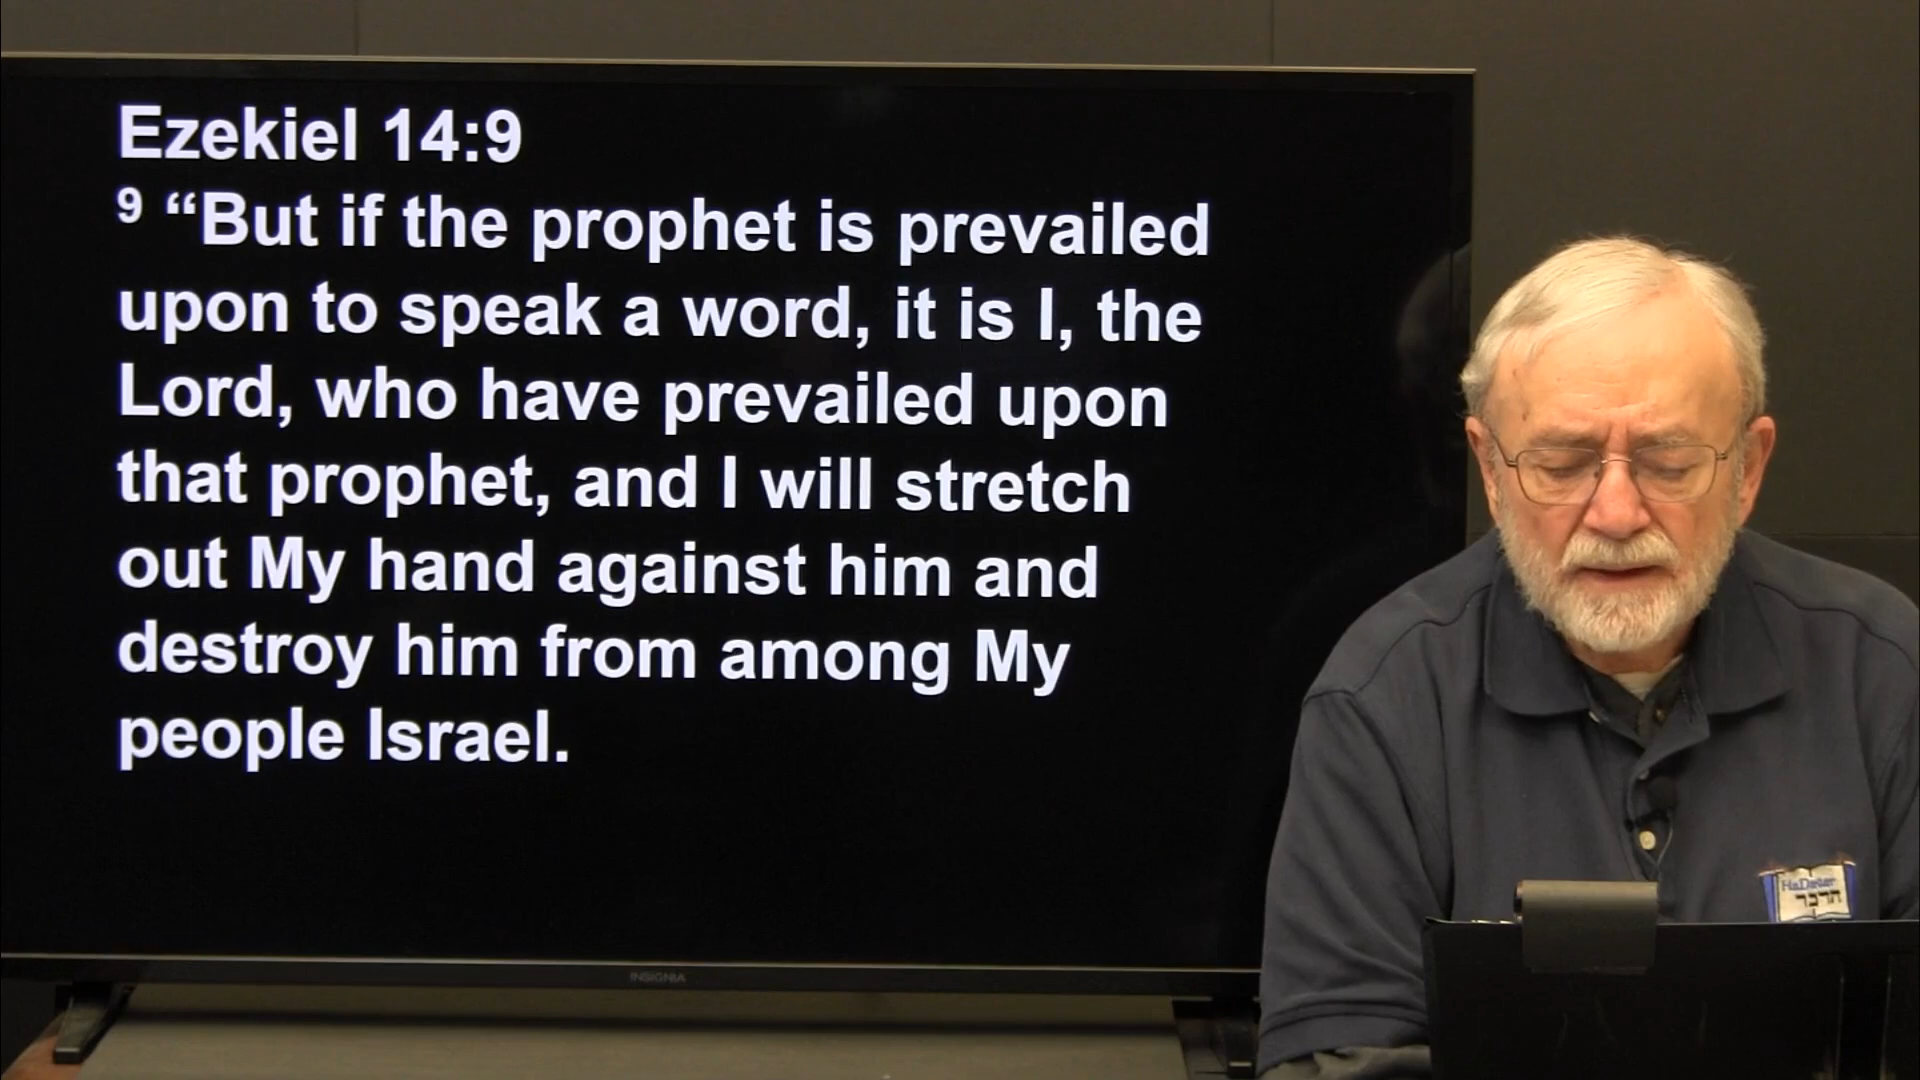 Ezekiel 14:9
9 “But if the prophet is prevailed
upon to speak a word, it is I, the
Lord, who have prevailed upon
that prophet, and I will stretch
out My hand against him and
destroy him from among My
people Israel.
INSIGNIA
HaDavar
הדבר